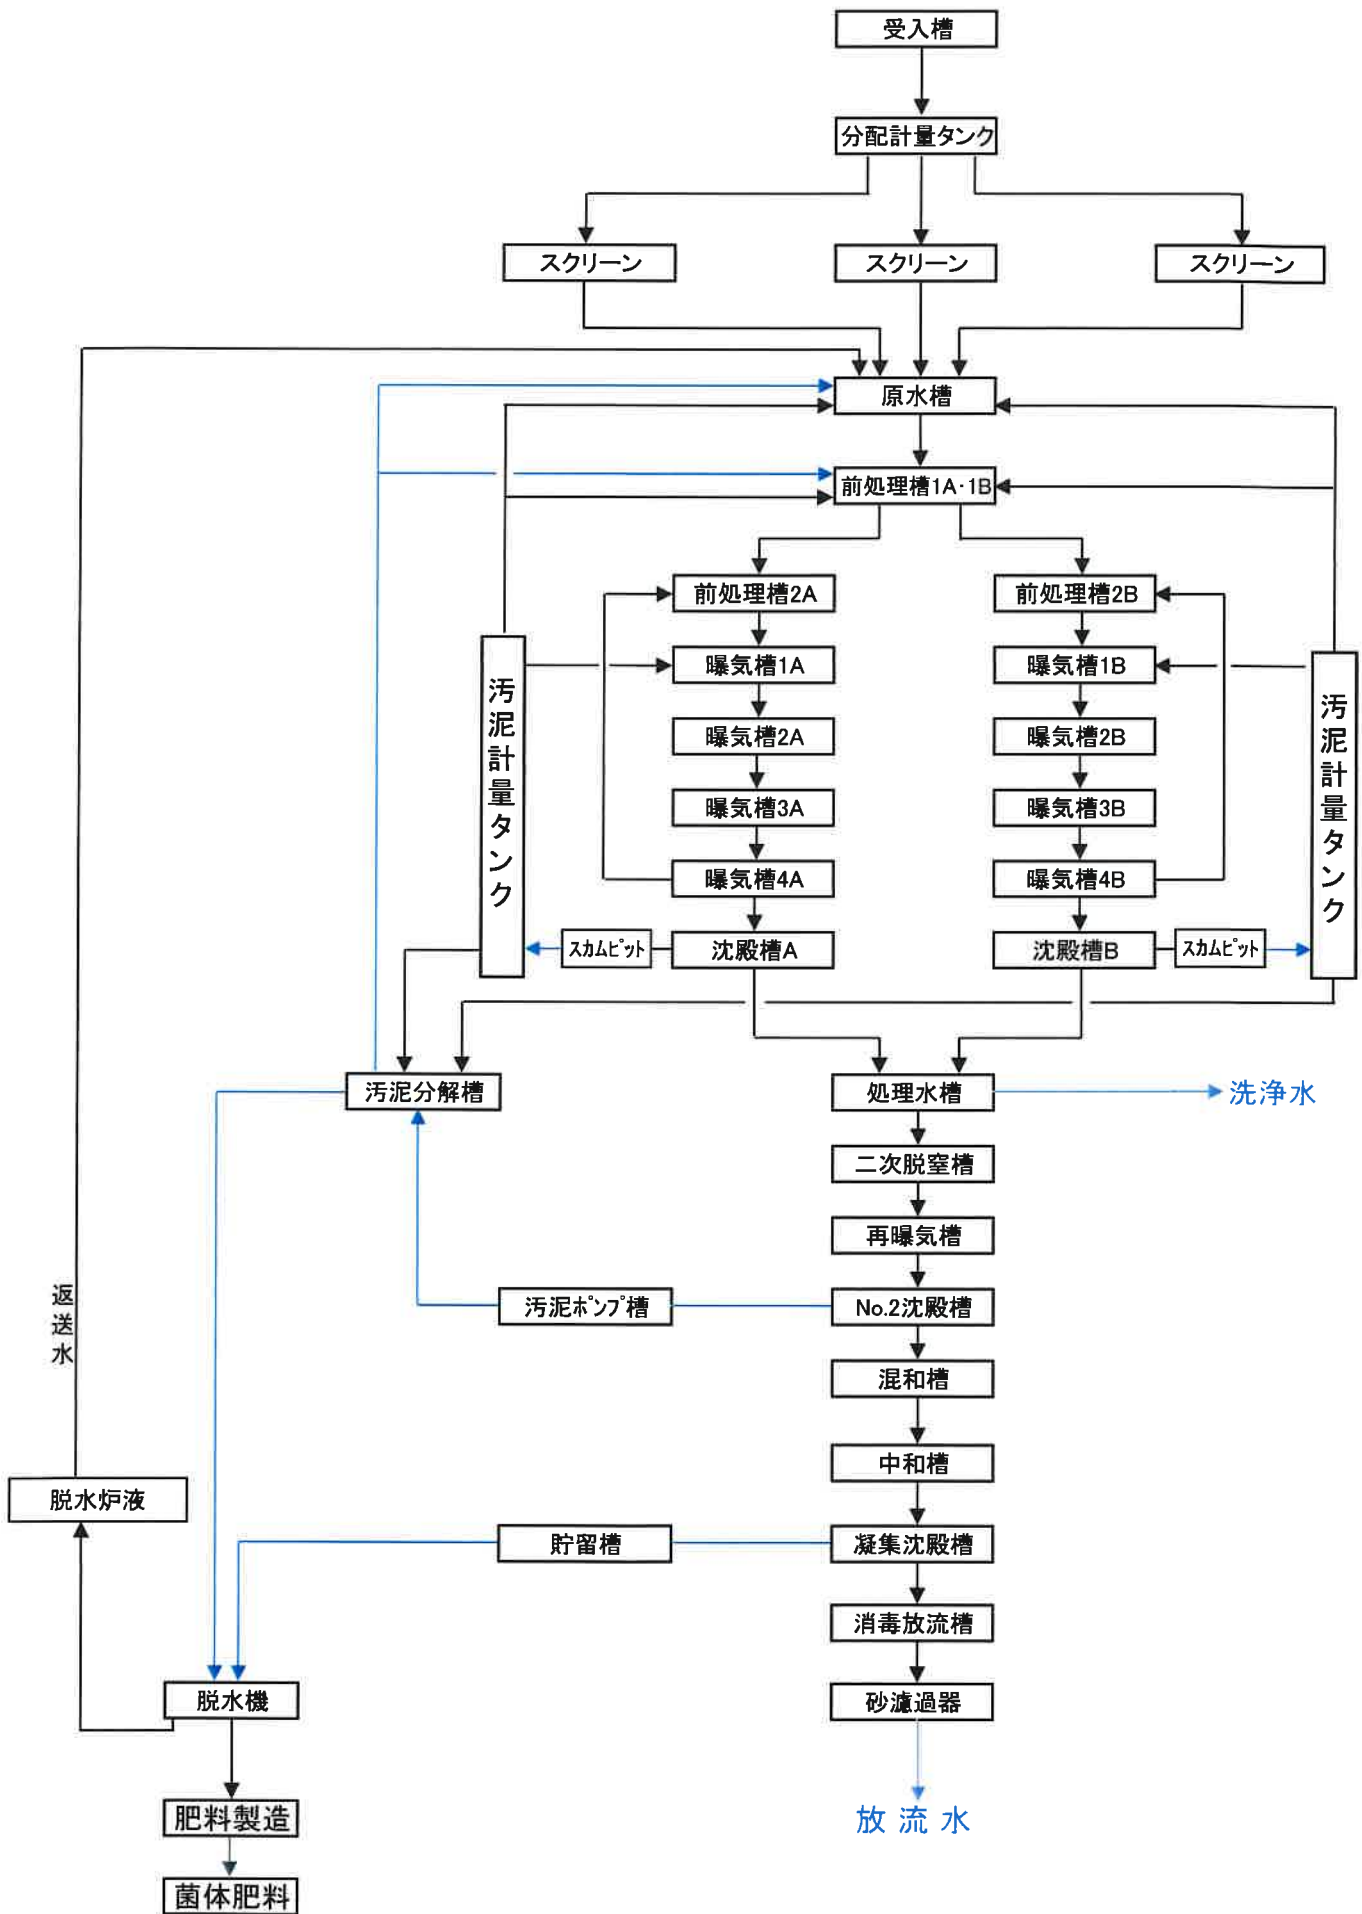 受入槽
分配計量タンク
スクリーン
スクリーン
スクリーン
原水槽
前処理槽1A・1B
前処理槽2A
前処理槽2B
曝気槽1A
曝気槽1B
汚泥計量タンク
汚泥計量タンク
曝気槽2A
曝気槽2B
曝気槽3A
曝気槽3B
曝気槽4A
曝気槽4B
スカムピット
沈殿槽A
沈殿槽B
スカムピット
汚泥分解槽
処理水槽
洗浄水
二次脱窒槽
再曝気槽
返送水
汚泥ポンプ槽
No.2沈殿槽
混和槽
中和槽
脱水炉液
貯留槽
凝集沈殿槽
消毒放流槽
脱水機
砂濾過器
肥料製造
放流水
菌体肥料